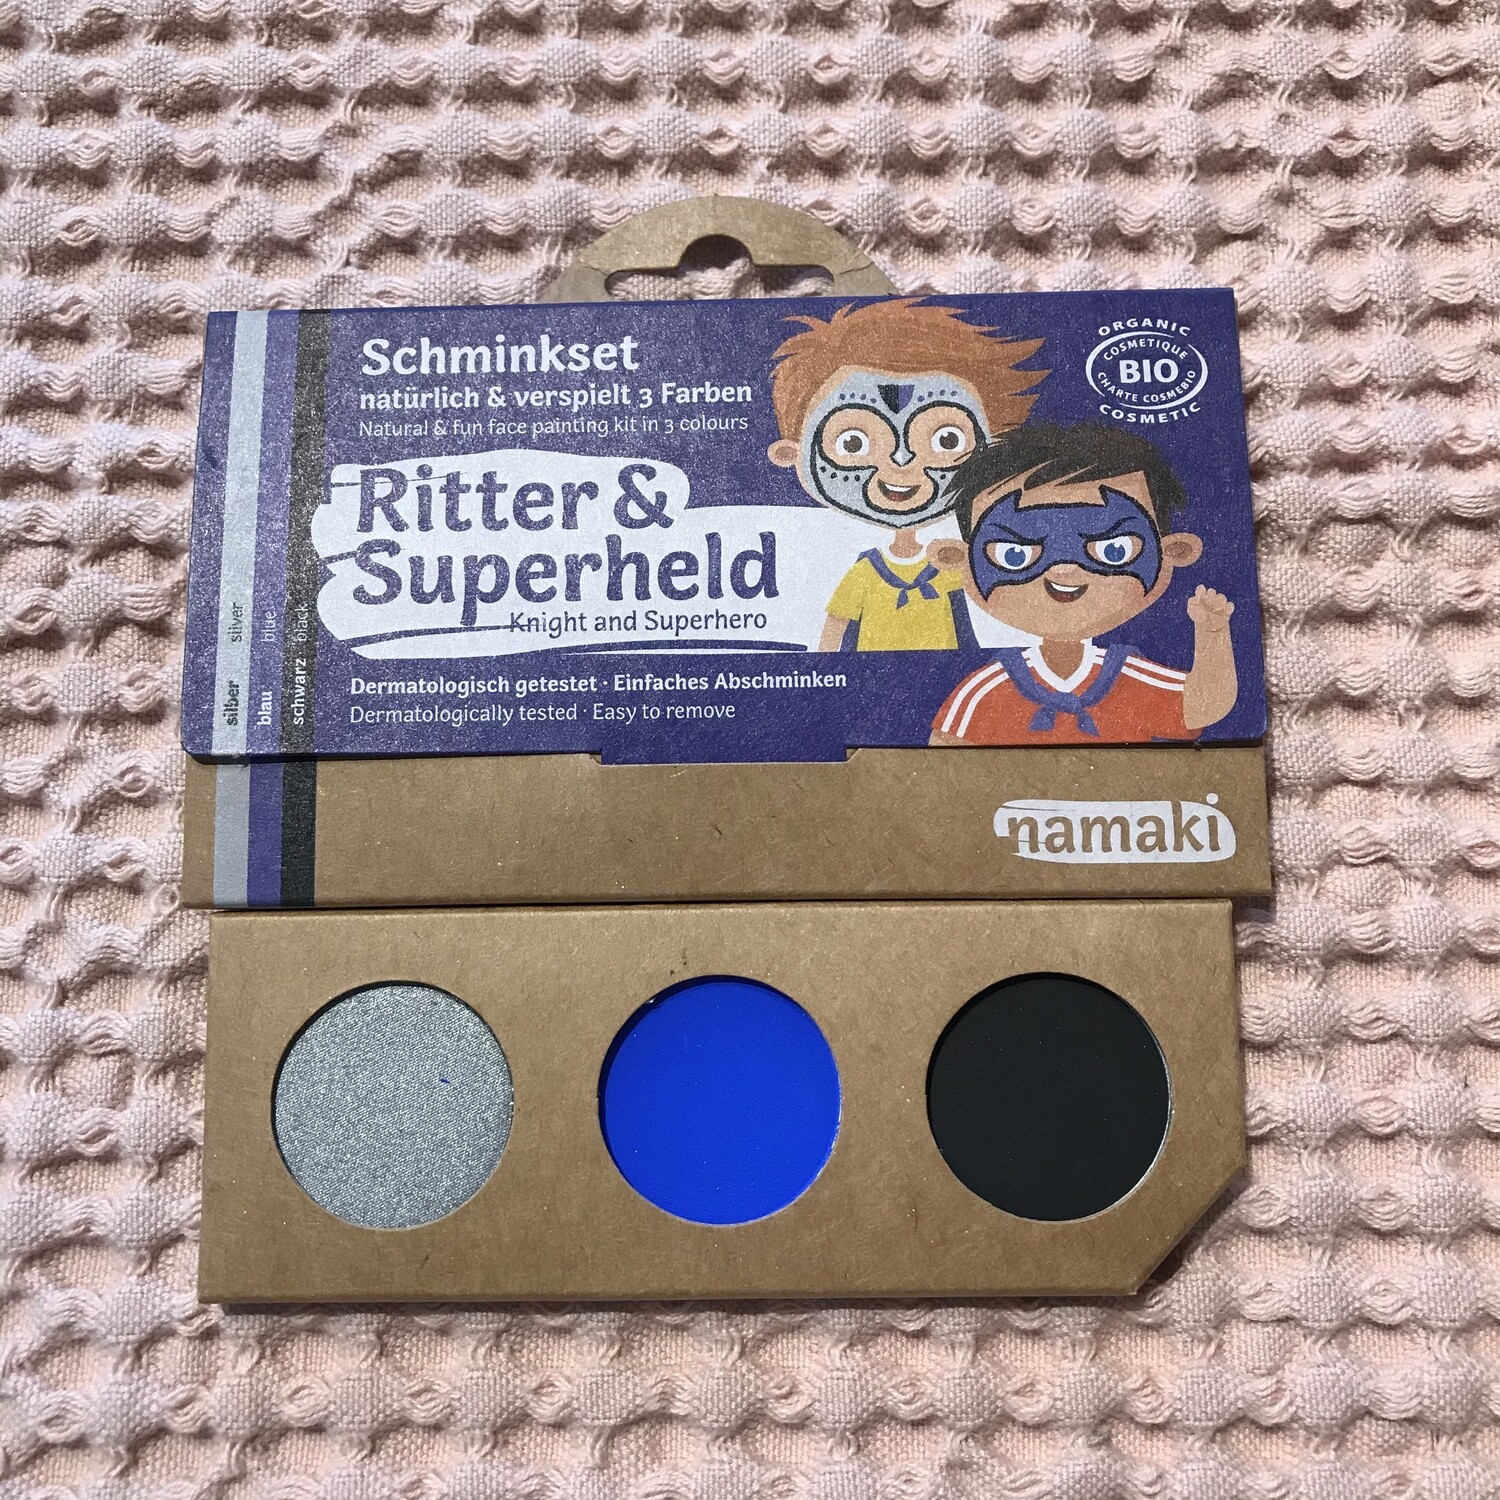 Schminkset
natürlich & verspielt 3 Farben
Natural & fun face painting kit in 3 colours
Ritter &
Superheld
Knight and Superhero
Dermatologisch getestet · Einfaches Abschminken
Dermatologically tested · Easy to remove
ORGANIC
COSMETIQUE
BIO
CHARTE COSMEBIO
COSMETIC
silber silver
blau blue
schwarz black
namaki